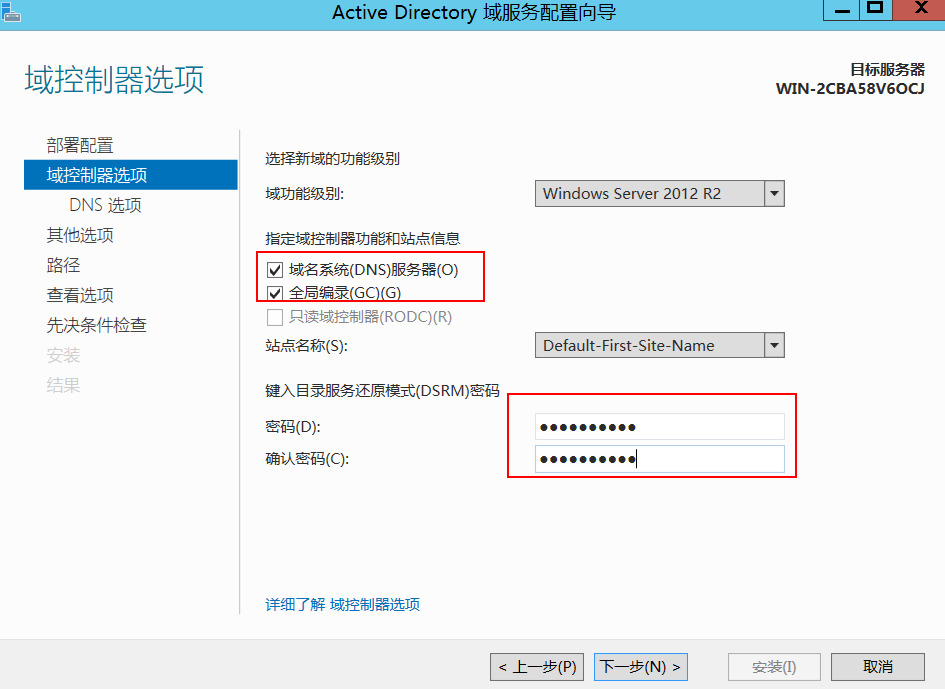 Active Directory 域服务配置向导
域控制器选项
目标服务器
WIN-2CBA58V6OCJ
部署配置
域控制器选项
DNS 选项
其他选项
路径
查看选项
先决条件检查
安装
结果
选择新域的功能级别
域功能级别: Windows Server 2012 R2
指定域控制器功能和站点信息
域名系统(DNS)服务器(O)
全局编录(GC)(G)
只读域控制器(RODC)(R)
站点名称(S): Default-First-Site-Name
键入目录服务还原模式(DSRM)密码
密码(D): ●●●●●●●●●●
确认密码(C): ●●●●●●●●●●
详细了解 域控制器选项
< 上一步(P) 下一步(N) > 安装(I) 取消